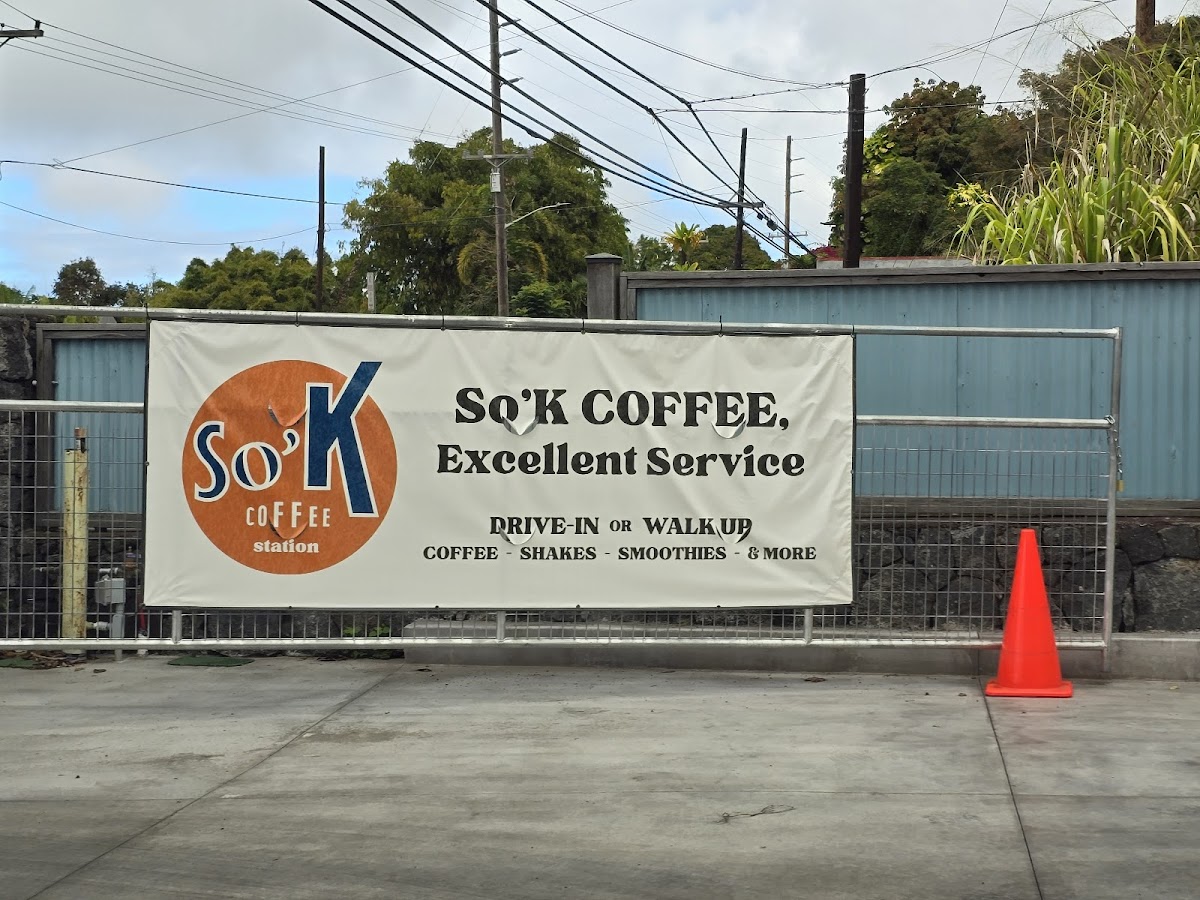 So'K
COFFEE
station
So'K COFFEE,
Excellent Service
DRIVE-IN OR WALK UP
COFFEE - SHAKES - SMOOTHIES - & MORE